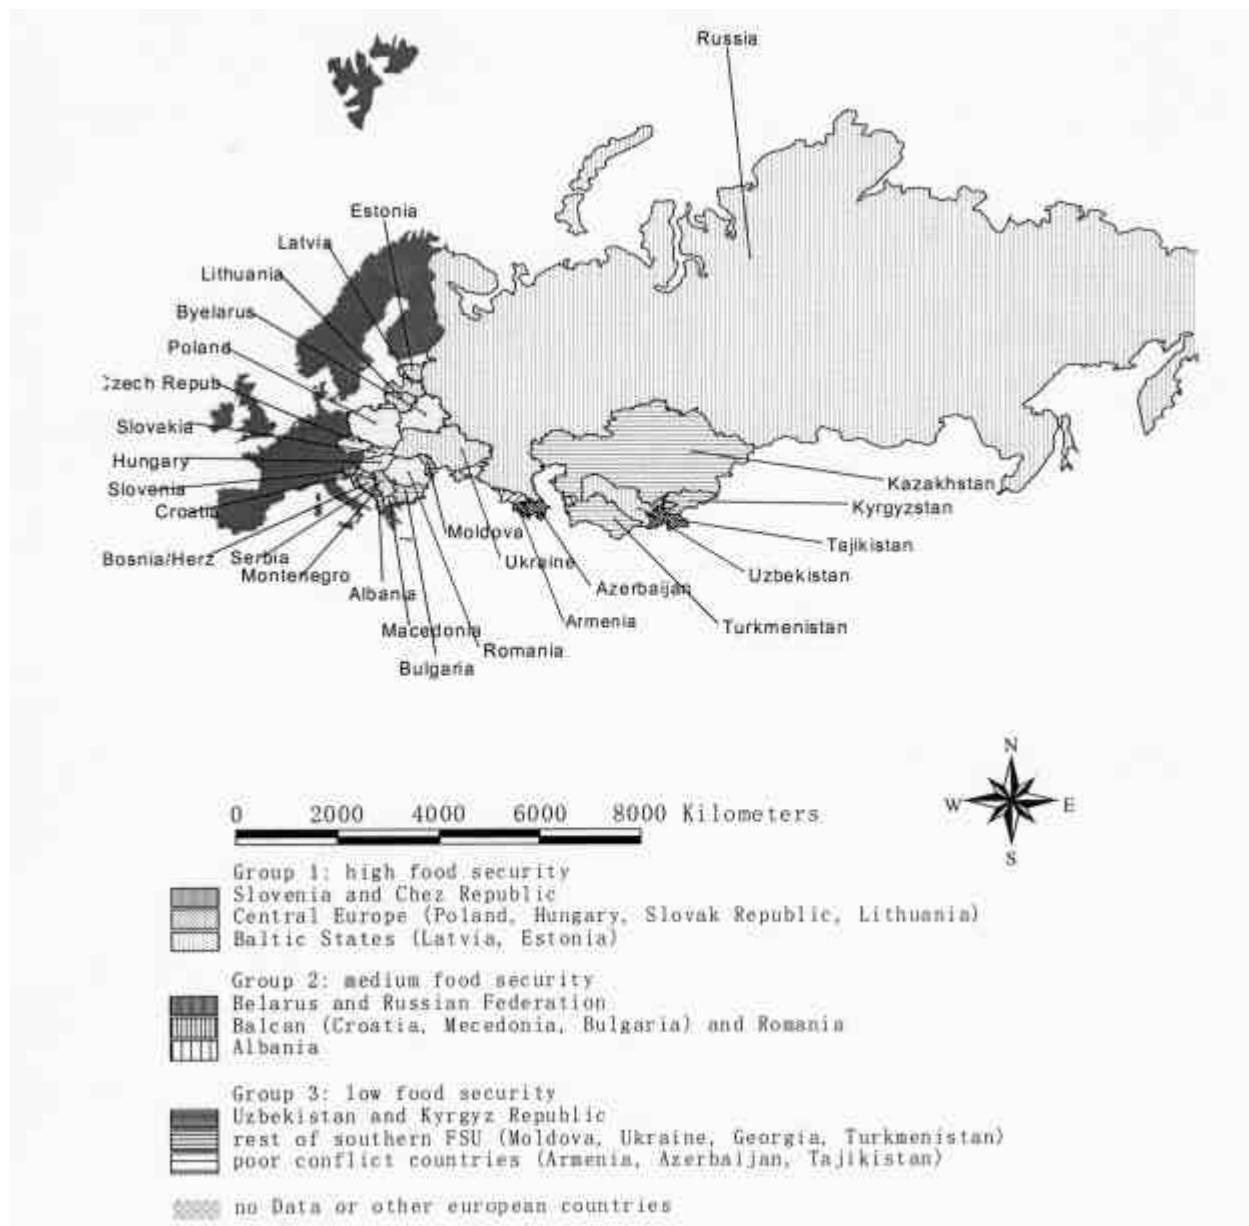 Russia
Estonia
Latvia
Lithuania
Byelarus
Poland
Czech Repub
Slovakia
Hungary
Slovenia
Croatia
Bosnia/Herz
Serbia
Montenegro
Albania
Macedonia
Bulgaria
Romania
Moldova
Ukraine
Armenia
Azerbaijan
Turkmenistan
Uzbekistan
Tajikistan
Kyrgyzstan
Kazakhstan
N
W E
S
0 2000 4000 6000 8000 Kilometers
Group 1: high food security
Slovenia and Chez Republic
Central Europe (Poland, Hungary, Slovak Republic, Lithuania)
Baltic States (Latvia, Estonia)
Group 2: medium food security
Belarus and Russian Federation
Balcan (Croatia, Mecedonia, Bulgaria) and Romania
Albania
Group 3: low food security
Uzbekistan and Kyrgyz Republic
rest of southern FSU (Moldova, Ukraine, Georgia, Turkmenistan)
poor conflict countries (Armenia, Azerbaijan, Tajikistan)
no Data or other european countries